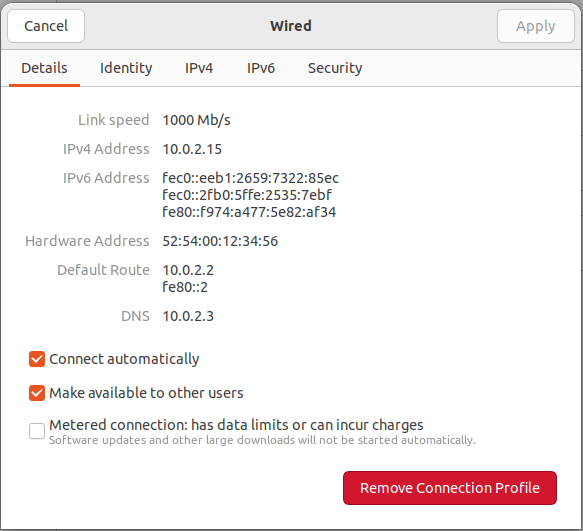 Cancel
Wired
Apply
Details
Identity
IPv4
IPv6
Security
Link speed 1000 Mb/s
IPv4 Address 10.0.2.15
IPv6 Address fec0::eeb1:2659:7322:85ec
fec0::2fb0:5ffe:2535:7ebf
fe80::f974:a477:5e82:af34
Hardware Address 52:54:00:12:34:56
Default Route 10.0.2.2
fe80::2
DNS 10.0.2.3
Connect automatically
Make available to other users
Metered connection: has data limits or can incur charges
Software updates and other large downloads will not be started automatically.
Remove Connection Profile